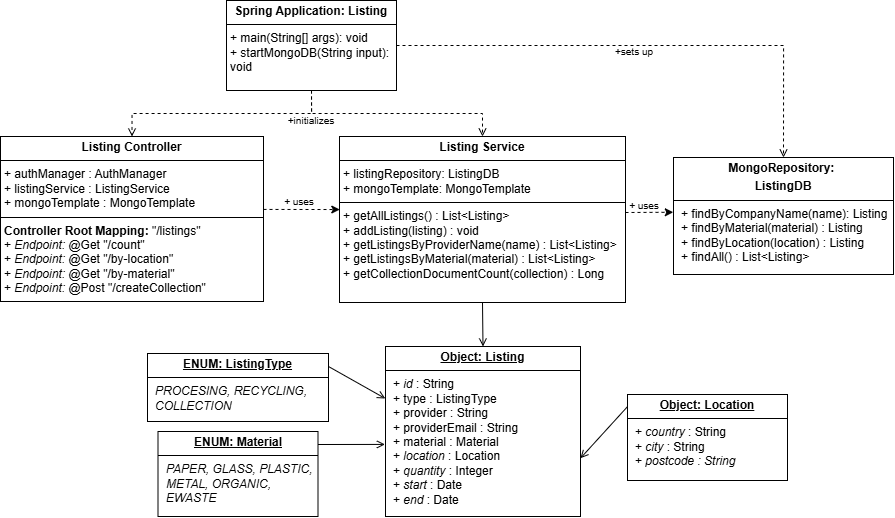 Spring Application: Listing
+ main(String[] args): void
+ startMongoDB(String input):
void
+sets up
+initializes
Listing Controller
+ authManager : AuthManager
+ listingService : ListingService
+ mongoTemplate : MongoTemplate
Controller Root Mapping: "/listings"
+ Endpoint: @Get "/count"
+ Endpoint: @Get "/by-location"
+ Endpoint: @Get "/by-material"
+ Endpoint: @Post "/createCollection"
+ uses
Listing Service
+ listingRepository: ListingDB
+ mongoTemplate: MongoTemplate
+ getAllListings() : List<Listing>
+ addListing(listing) : void
+ getListingsByProviderName(name) : List<Listing>
+ getListingsByMaterial(material) : List<Listing>
+ getCollectionDocumentCount(collection) : Long
+ uses
MongoRepository:
ListingDB
+ findByCompanyName(name): Listing
+ findByMaterial(material) : Listing
+ findByLocation(location) : Listing
+ findAll() : List<Listing>
ENUM: ListingType
PROCESING, RECYCLING,
COLLECTION
ENUM: Material
PAPER, GLASS, PLASTIC,
METAL, ORGANIC,
EWASTE
Object: Listing
+ id : String
+ type : ListingType
+ provider : String
+ providerEmail : String
+ material : Material
+ location : Location
+ quantity : Integer
+ start : Date
+ end : Date
Object: Location
+ country : String
+ city : String
+ postcode : String